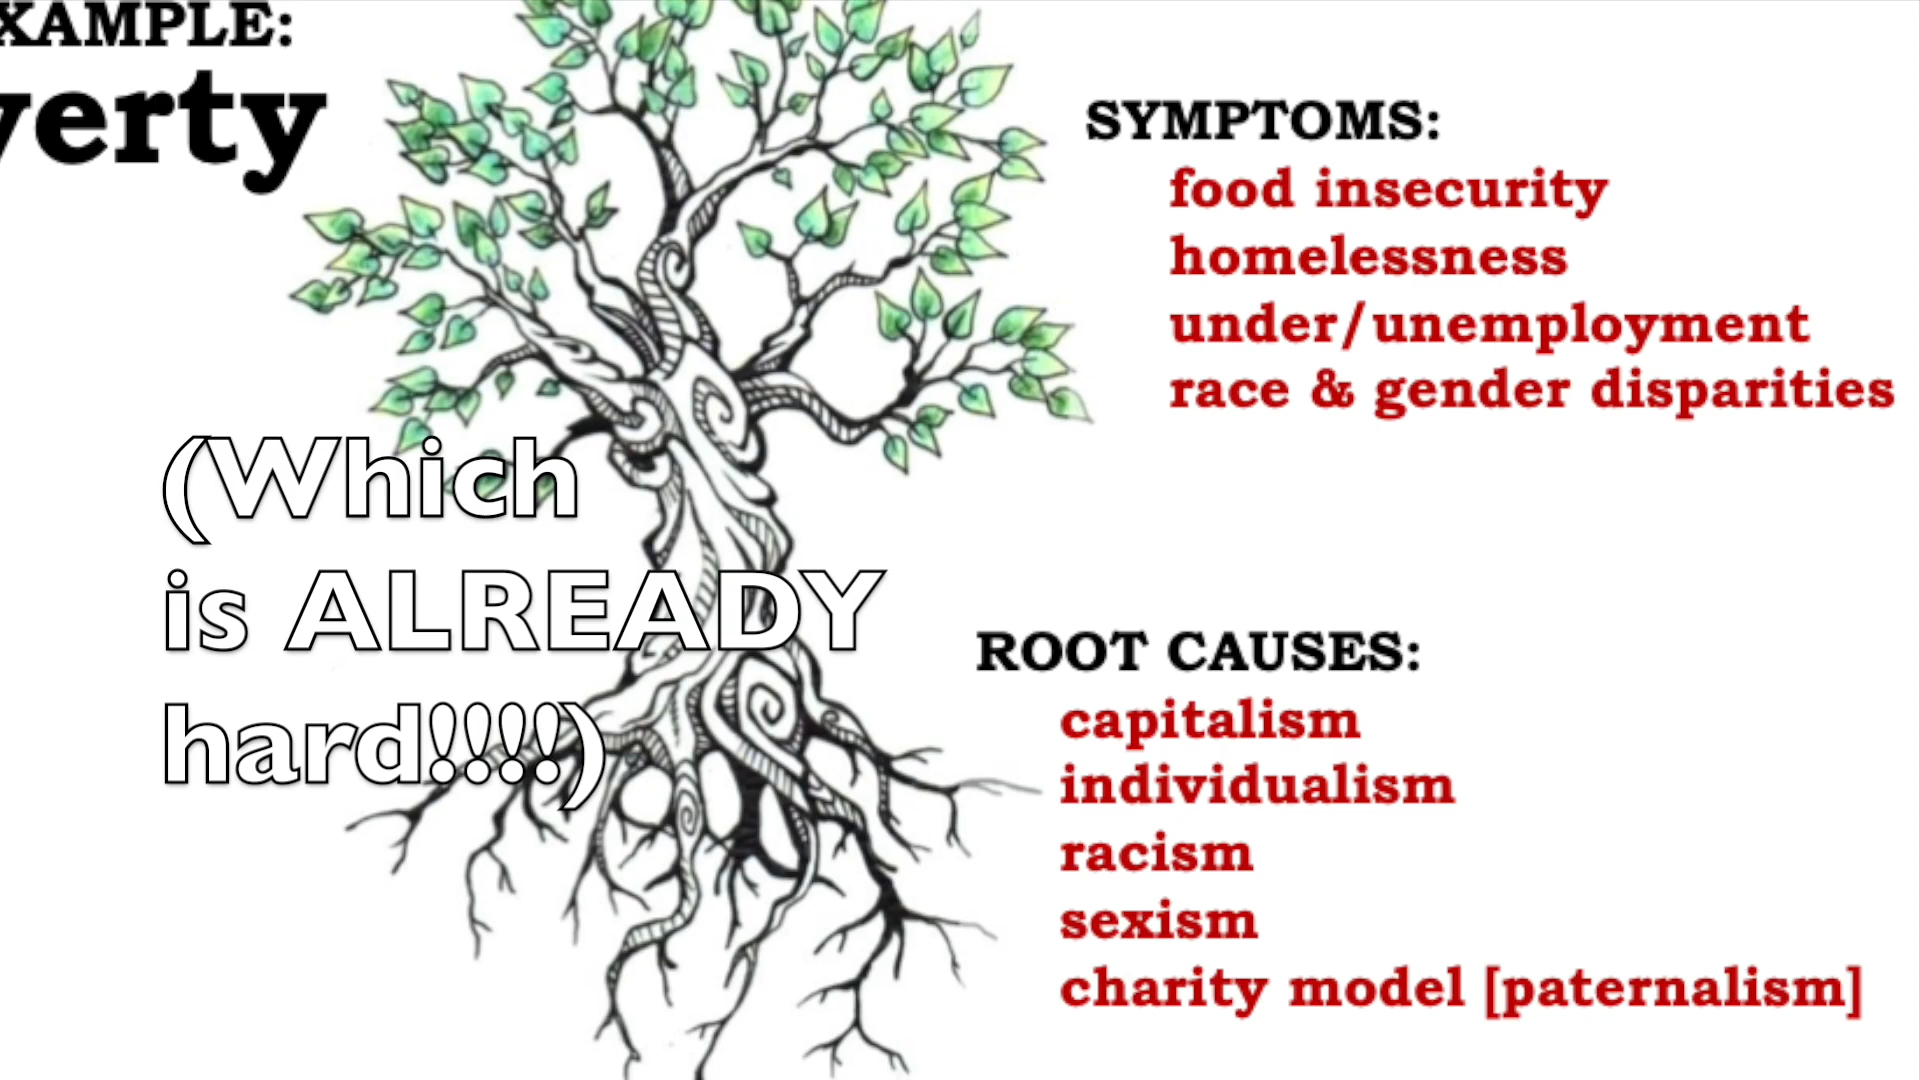 XAMPLE:
verty
SYMPTOMS:
food insecurity
homelessness
under/unemployment
race & gender disparities
(Which
is ALREADY
hard!!!!)
ROOT CAUSES:
capitalism
individualism
racism
sexism
charity model [paternalism]